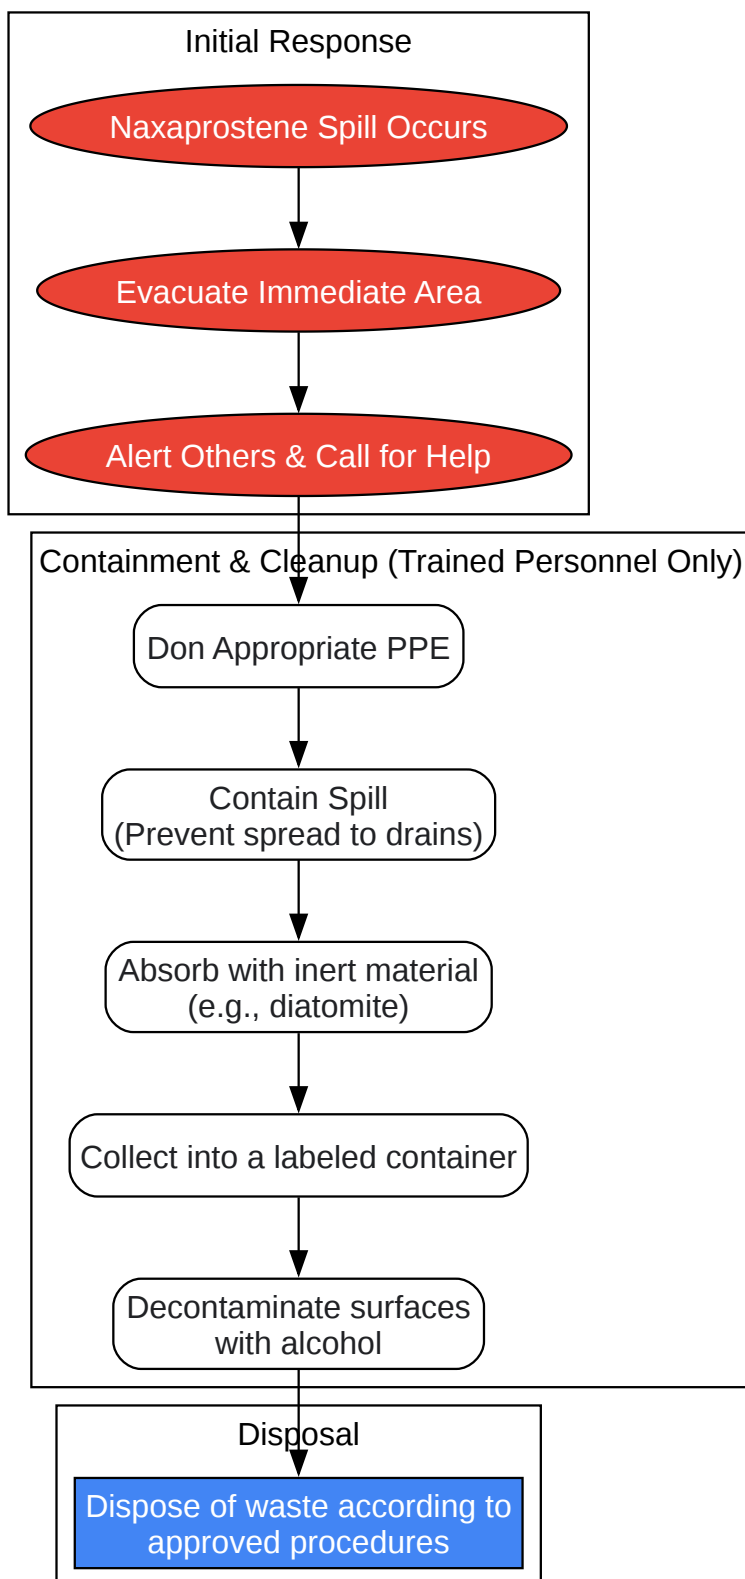 Initial Response
Naxaprostene Spill Occurs
Evacuate Immediate Area
Alert Others & Call for Help
Containment & Cleanup (Trained Personnel Only)
Don Appropriate PPE
Contain Spill
(Prevent spread to drains)
Absorb with inert material
(e.g., diatomite)
Collect into a labeled container
Decontaminate surfaces
with alcohol
Disposal
Dispose of waste according to
approved procedures